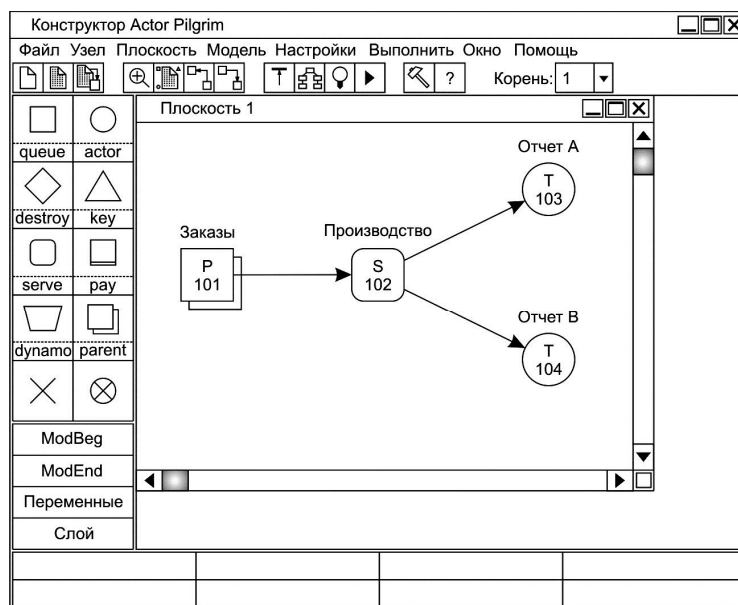 Конструктор Actor Pilgrim
Файл Узел Плоскость Модель Настройки Выполнить Окно Помощь
? Корень: 1
Плоскость 1
queue actor
destroy key
serve pay
dynamo parent
ModBeg
ModEnd
Переменные
Слой
Заказы
P
101
Производство
S
102
Отчет A
T
103
Отчет B
T
104